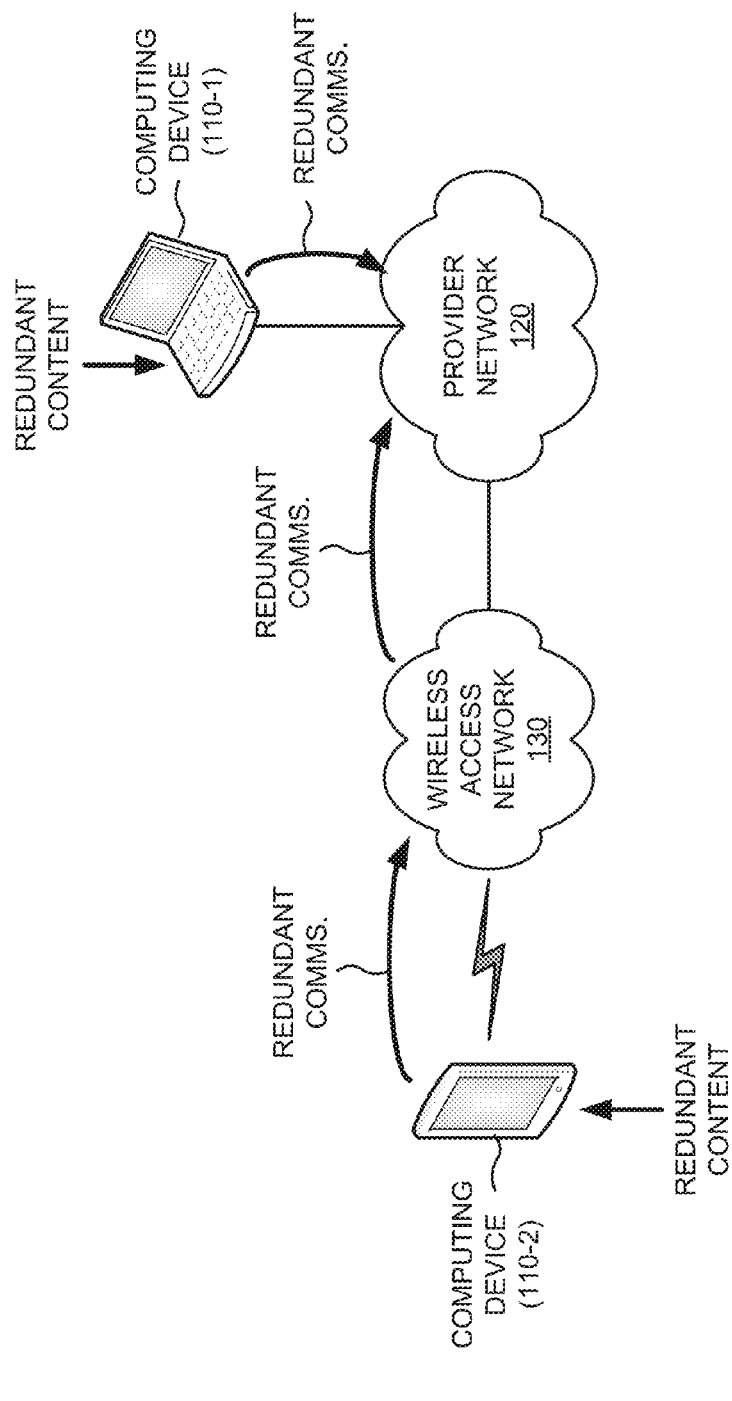 REDUNDANT
CONTENT
COMPUTING
DEVICE
(110-1)
REDUNDANT
COMMS.
REDUNDANT
COMMS.
PROVIDER
NETWORK
120
REDUNDANT
COMMS.
WIRELESS
ACCESS
NETWORK
130
COMPUTING
DEVICE
(110-2)
REDUNDANT
CONTENT